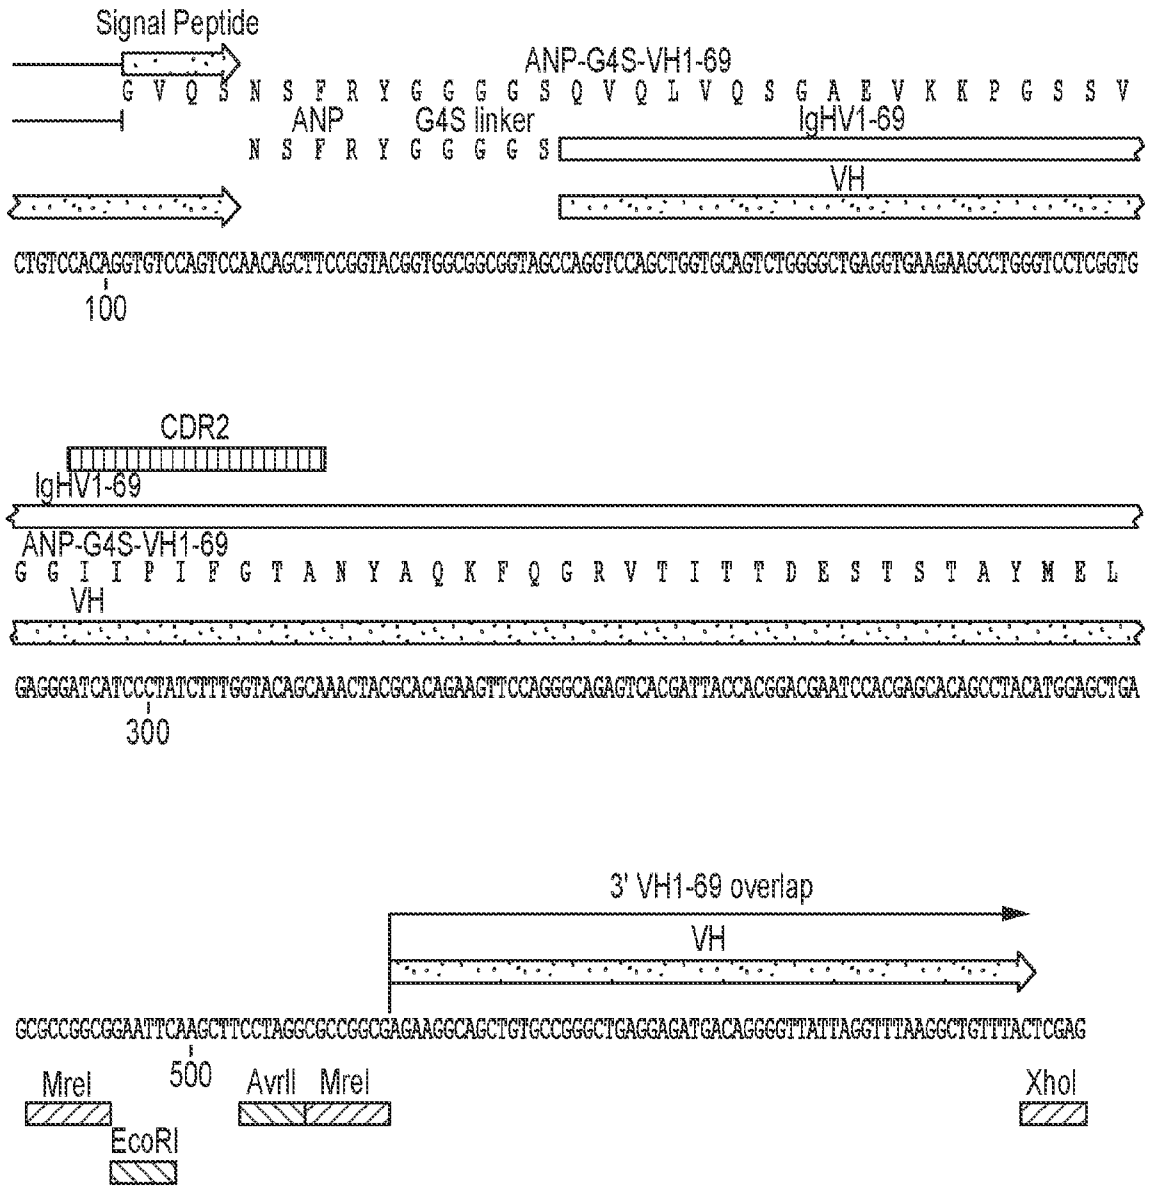 Signal Peptide
ANP-G4S-VH1-69
G V Q S N S F R Y G G G G S Q V Q L V Q S G A E V K K P G S S V
ANP G4S linker IgHV1-69
N S F R Y G G G G S
VH
CTGTCCACAGGTGTCCAGTCCAACAGCTTCCGGTACGGTGGCGGCGGTAGCCAGGTCCAGCTGGTGCAGTCTGGGGCTGAGGTGAAGAAGCCTGGGTCCTCGGTG
100
CDR2
IgHV1-69
ANP-G4S-VH1-69
G G I I P I F G T A N Y A Q K F Q G R V T I T T D E S T S T A Y M E L
VH
GAGGGATCATCCCTATCTTTGGTACAGCAAACTACGCACAGAAGTTCCAGGGCAGAGTCACGATTACCACGGACGAATCCACGAGCACAGCCTACATGGAGCTGA
300
3' VH1-69 overlap
VH
GCGCCGGCGGAATTCAAGCTTCCTAGGCGCCGGCGAGAAGGCAGCTGTGCCGGGCTGAGGAGATGACAGGGGTTATTAGGTTTAAGGCTGTTTACTCGAG
500
MreI AvrII MreI XhoI
EcoRI